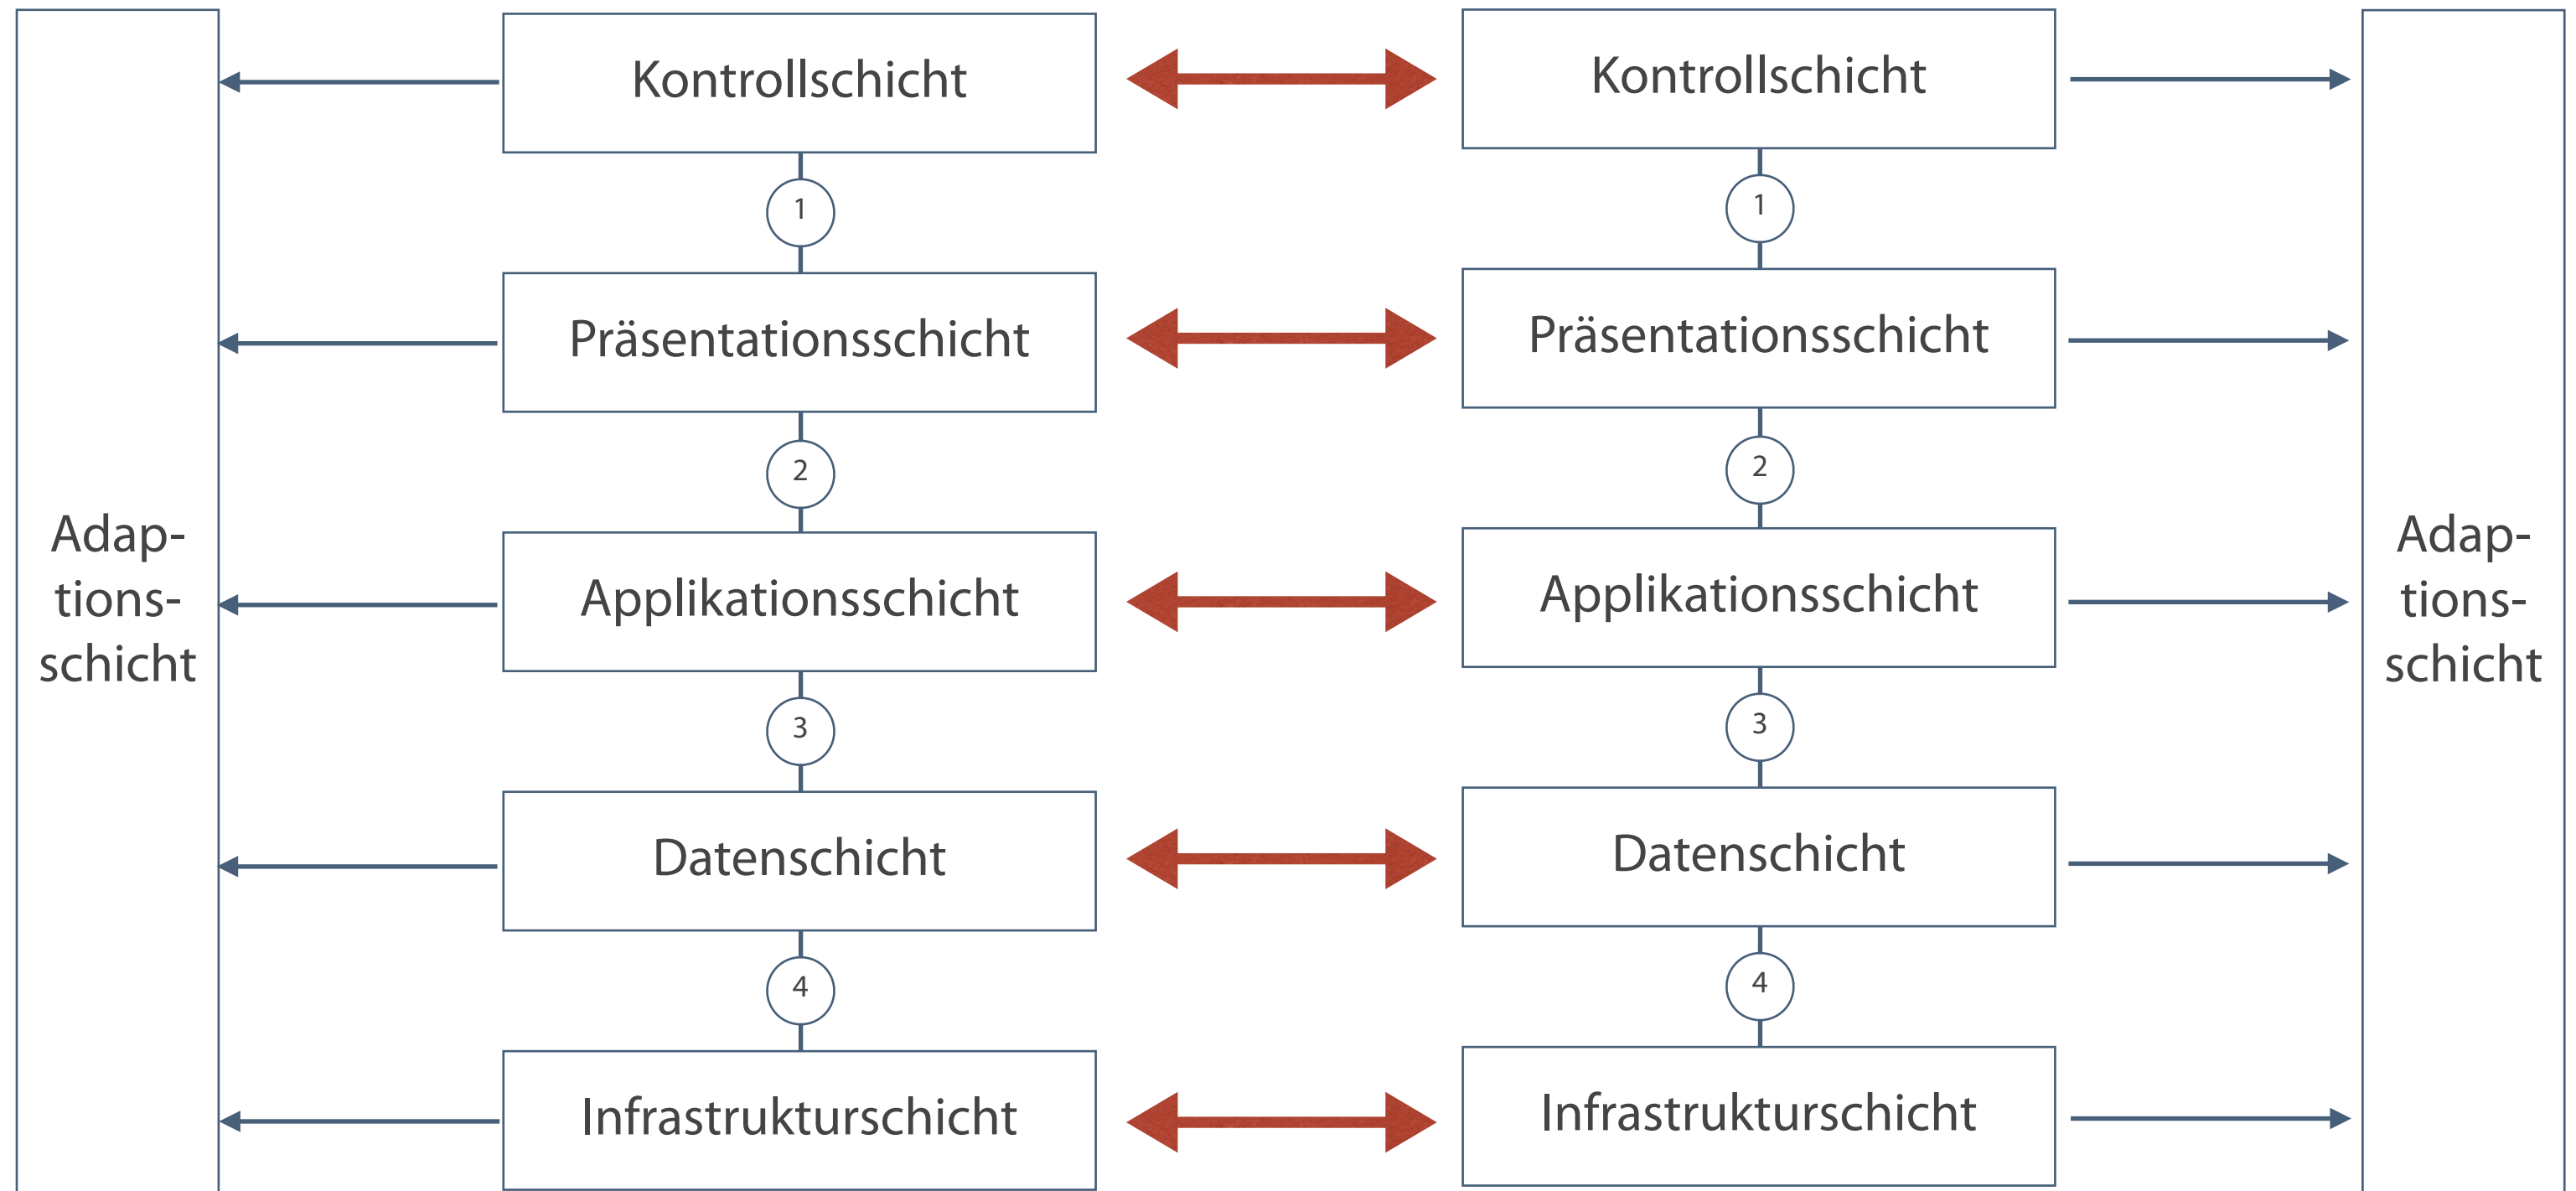 Kontrollschicht
Kontrollschicht
1
1
Präsentationsschicht
Präsentationsschicht
2
2
Adap-
tions-
schicht
Applikationsschicht
Applikationsschicht
Adap-
tions-
schicht
3
3
Datenschicht
Datenschicht
4
4
Infrastrukturschicht
Infrastrukturschicht